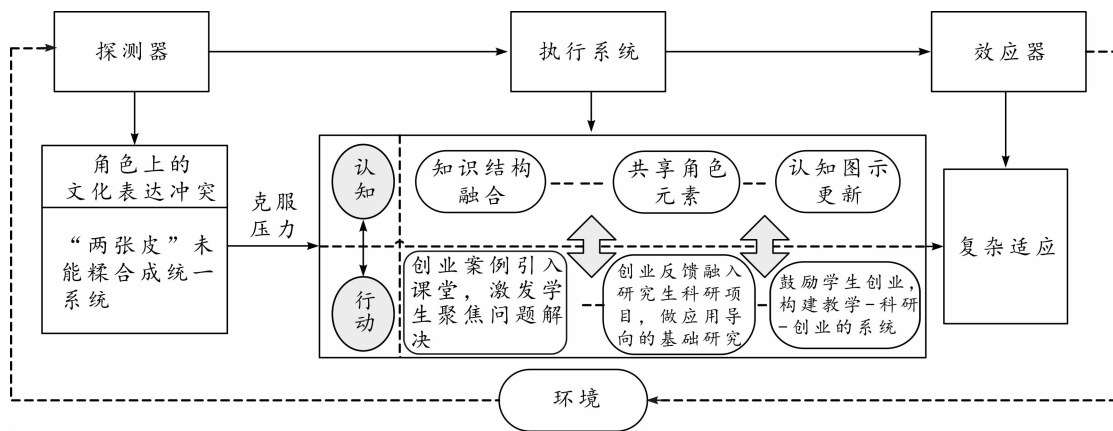 探测器
执行系统
效应器
角色上的
文化表达冲突
“两张皮”未
能糅合成统一
系统
克服
压力
认
知
行
动
知识结构
融合
共享角色
元素
认知图示
更新
创业案例引入
课堂，激发学
生聚焦问题解
决
创业反馈融入
研究生科研项
目，做应用导
向的基础研究
鼓励学生创业，
构建教学-科研
-创业的系统
复杂适应
环境